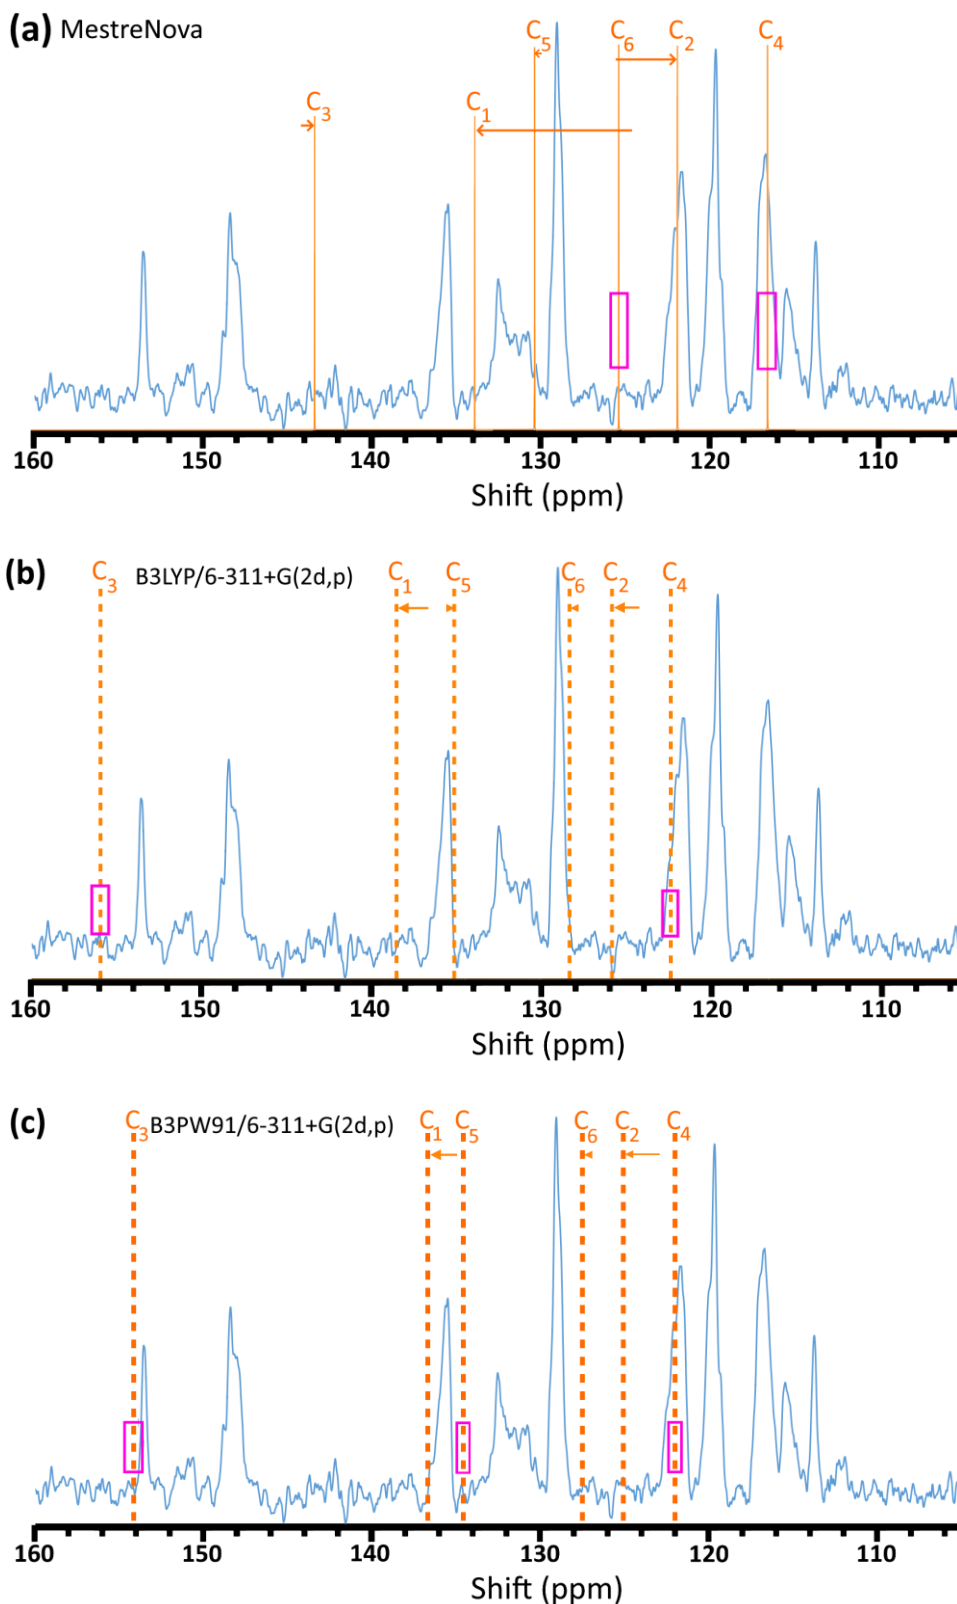 (a) MestreNova
C5 C6 C2 C4
C3 C1
160 150 140 130 120 110
Shift (ppm)
(b) C3 B3LYP/6-311+G(2d,p) C1 C5 C6 C2 C4
160 150 140 130 120 110
Shift (ppm)
(c) C3 B3PW91/6-311+G(2d,p) C1 C5 C6 C2 C4
160 150 140 130 120 110
Shift (ppm)